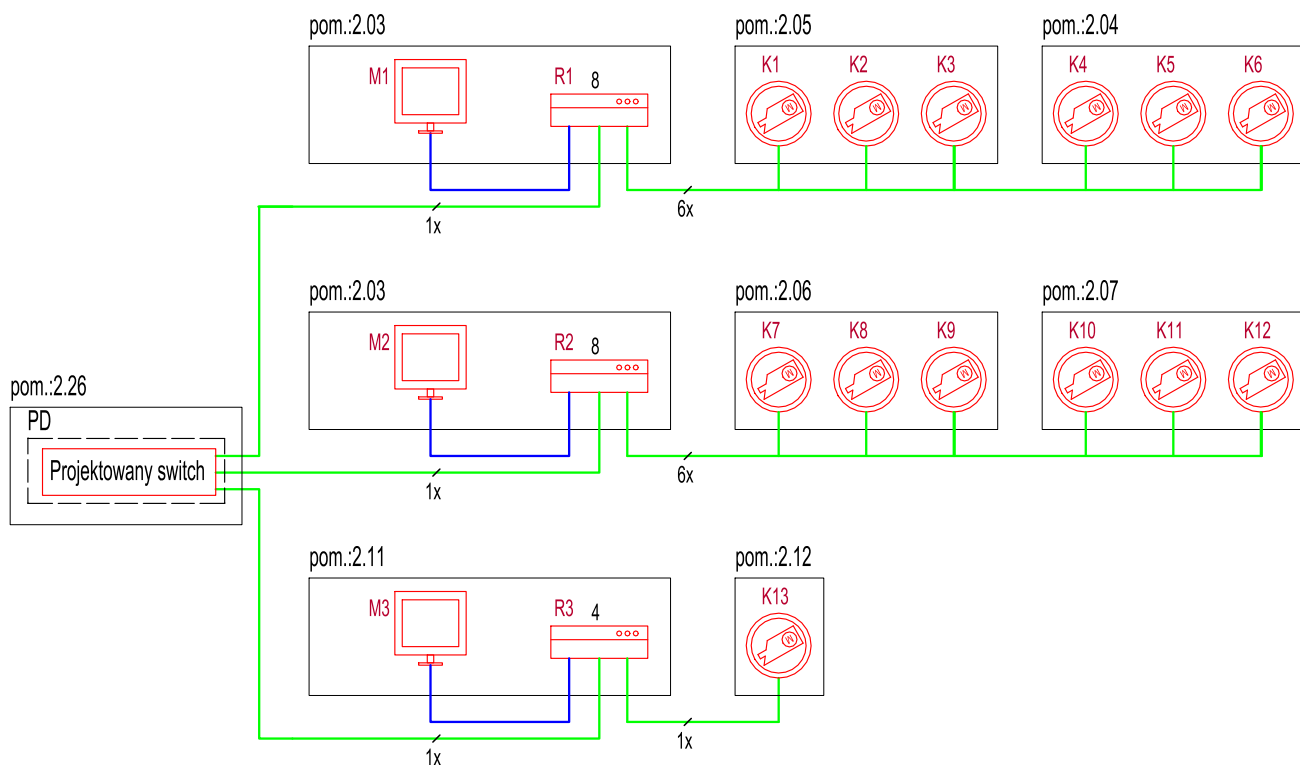 pom.:2.03
pom.:2.05
pom.:2.04
M1
R1 8
K1
K2
K3
K4
K5
K6
M
M
M
M
M
M
1x
6x
pom.:2.03
pom.:2.06
pom.:2.07
M2
R2 8
K7
K8
K9
K10
K11
K12
M
M
M
M
M
M
pom.:2.26
PD
Projektowany switch
1x
6x
pom.:2.11
pom.:2.12
M3
R3 4
K13
M
1x
1x